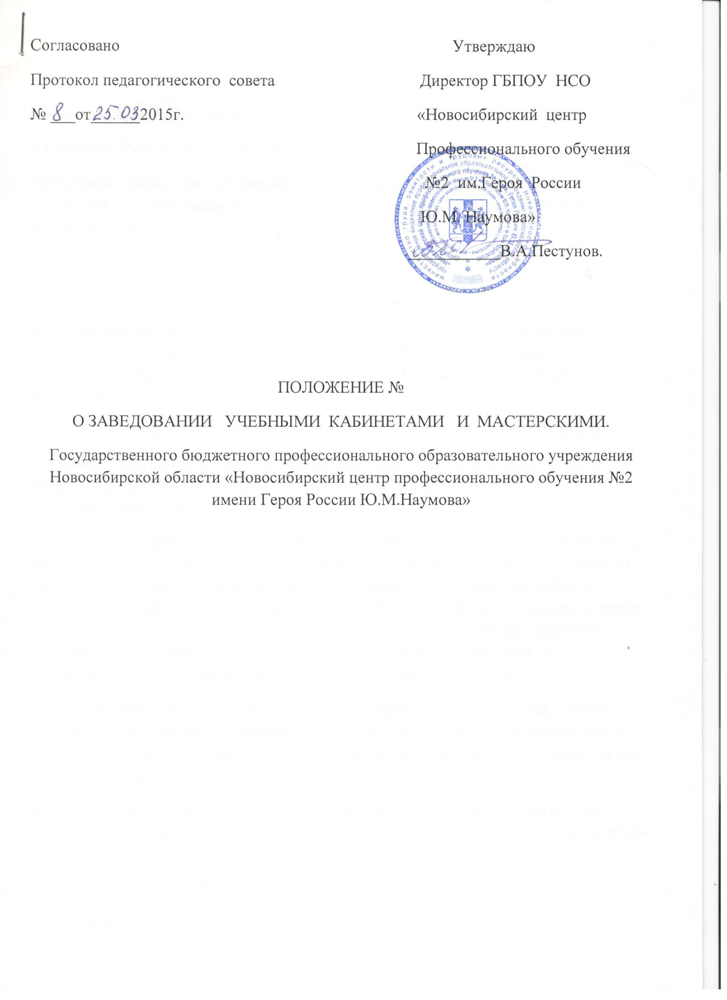 Согласовано
Протокол педагогического совета
№ 8 от 25.03 2015г.
Утверждаю
Директор ГБПОУ НСО
«Новосибирский центр
Профессионального обучения
№2 им.Героя России
Ю.М. Наумова»
В.А.Пестунов.
ПОЛОЖЕНИЕ №
О ЗАВЕДОВАНИИ УЧЕБНЫМИ КАБИНЕТАМИ И МАСТЕРСКИМИ.
Государственного бюджетного профессионального образовательного учреждения
Новосибирской области «Новосибирский центр профессионального обучения №2
имени Героя России Ю.М.Наумова»